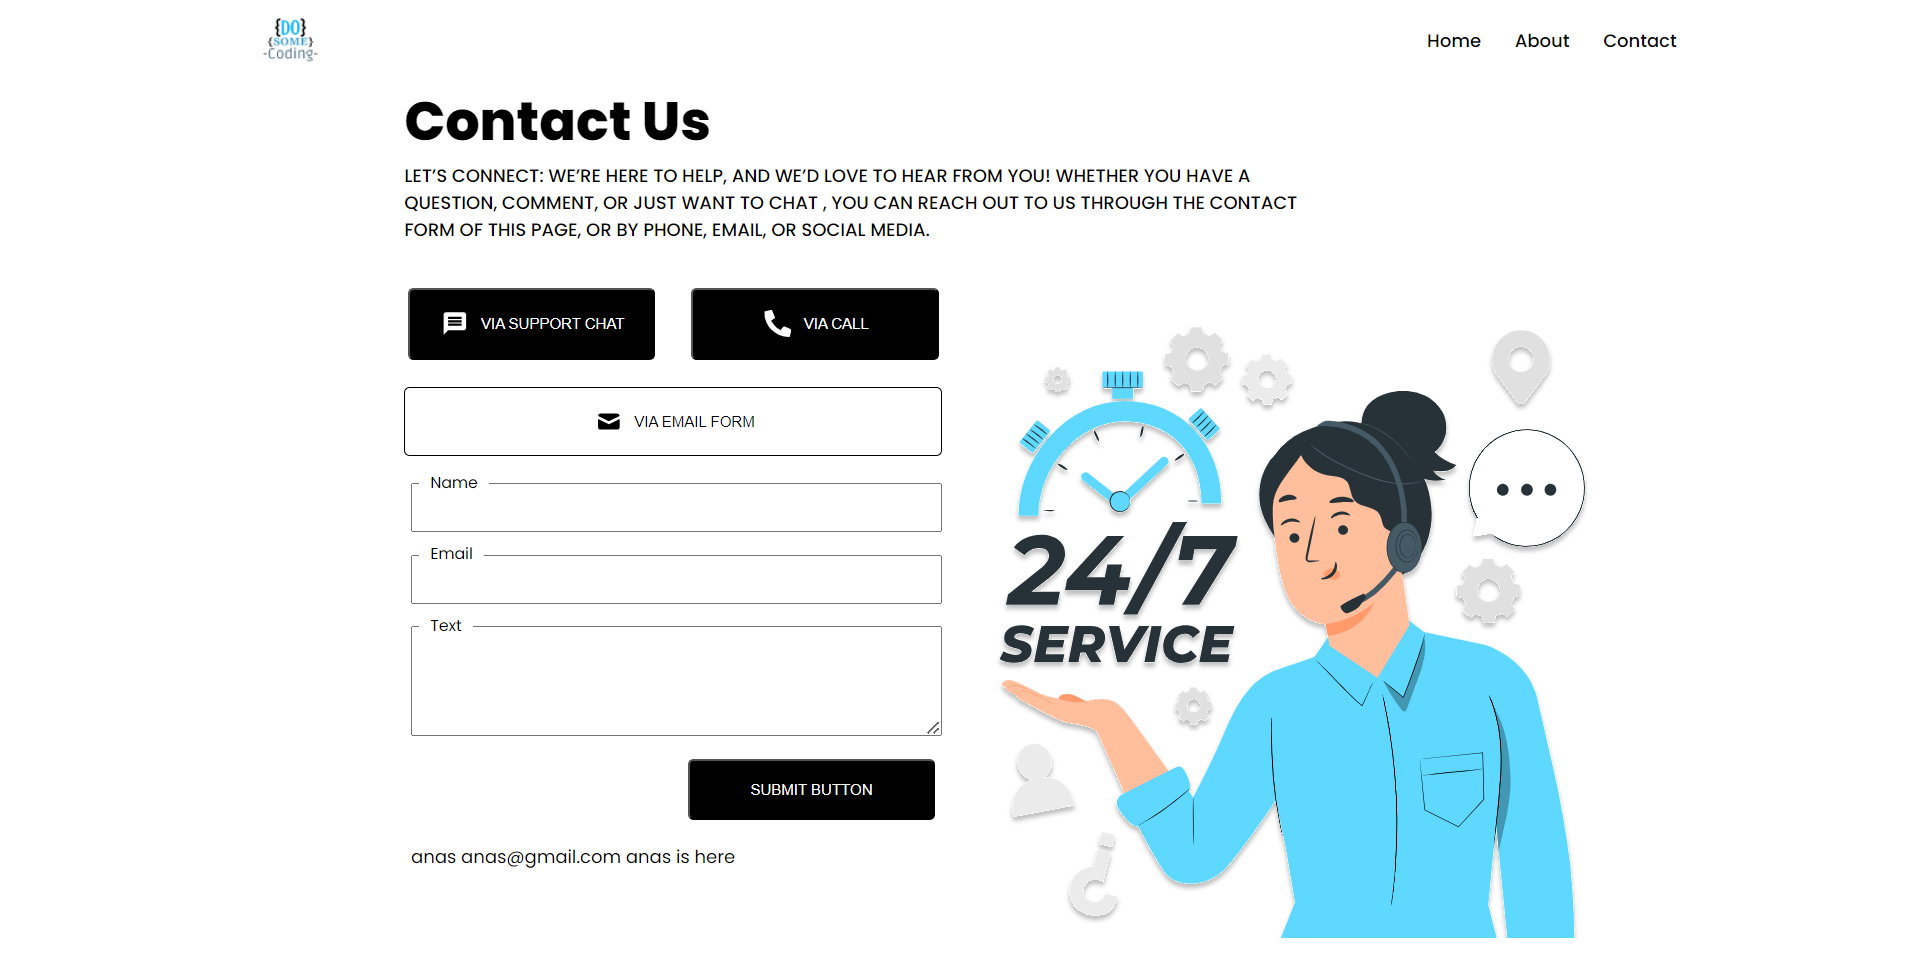 {DO}
{SOME}
-Coding-
Home About Contact
Contact Us
LET’S CONNECT: WE’RE HERE TO HELP, AND WE’D LOVE TO HEAR FROM YOU! WHETHER YOU HAVE A
QUESTION, COMMENT, OR JUST WANT TO CHAT , YOU CAN REACH OUT TO US THROUGH THE CONTACT
FORM OF THIS PAGE, OR BY PHONE, EMAIL, OR SOCIAL MEDIA.
VIA SUPPORT CHAT
VIA CALL
VIA EMAIL FORM
Name
Email
Text
SUBMIT BUTTON
anas anas@gmail.com anas is here
24/7
SERVICE